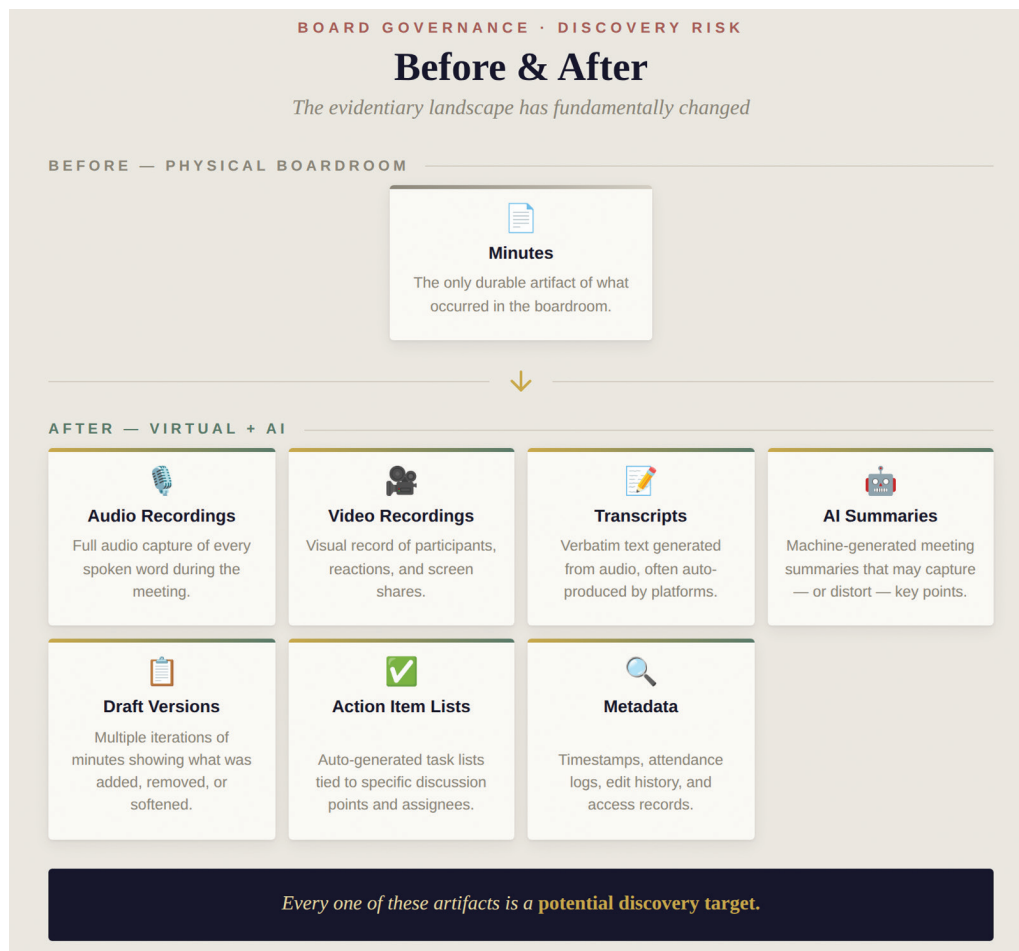 BOARD GOVERNANCE · DISCOVERY RISK
Before & After
The evidentiary landscape has fundamentally changed
BEFORE — PHYSICAL BOARDROOM
Minutes
The only durable artifact of what
occurred in the boardroom.
AFTER — VIRTUAL + AI
Audio Recordings
Full audio capture of every
spoken word during the
meeting.
Video Recordings
Visual record of participants,
reactions, and screen
shares.
Transcripts
Verbatim text generated
from audio, often auto-
produced by platforms.
AI Summaries
Machine-generated meeting
summaries that may capture
— or distort — key points.
Draft Versions
Multiple iterations of
minutes showing what was
added, removed, or
softened.
Action Item Lists
Auto-generated task lists
tied to specific discussion
points and assignees.
Metadata
Timestamps, attendance
logs, edit history, and
access records.
Every one of these artifacts is a potential discovery target.